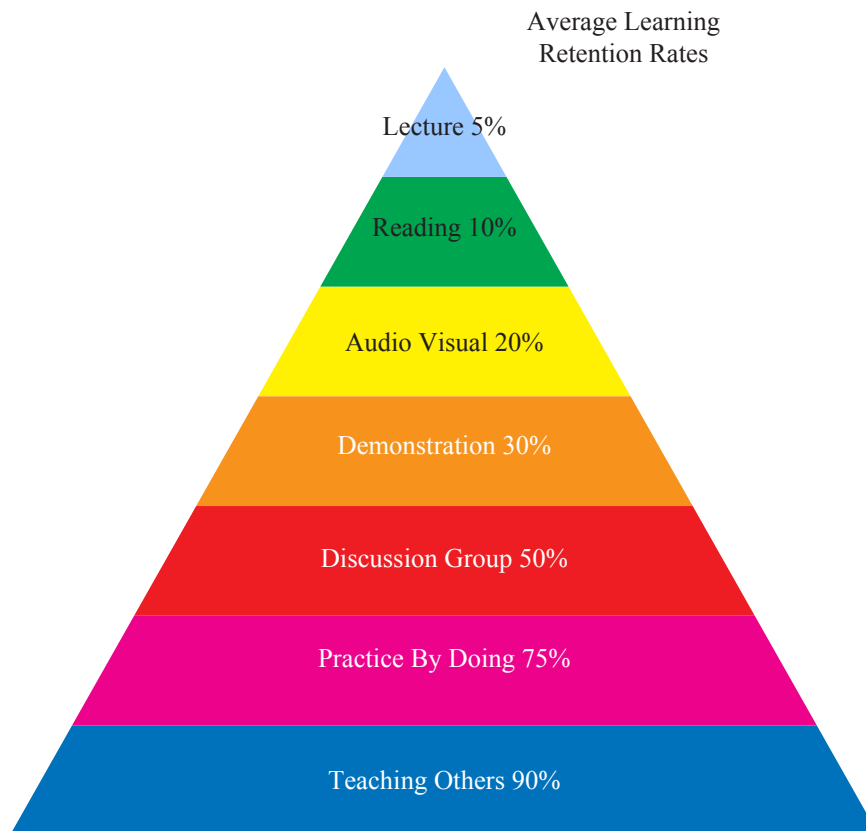 Average Learning
Retention Rates
Lecture 5%
Reading 10%
Audio Visual 20%
Demonstration 30%
Discussion Group 50%
Practice By Doing 75%
Teaching Others 90%